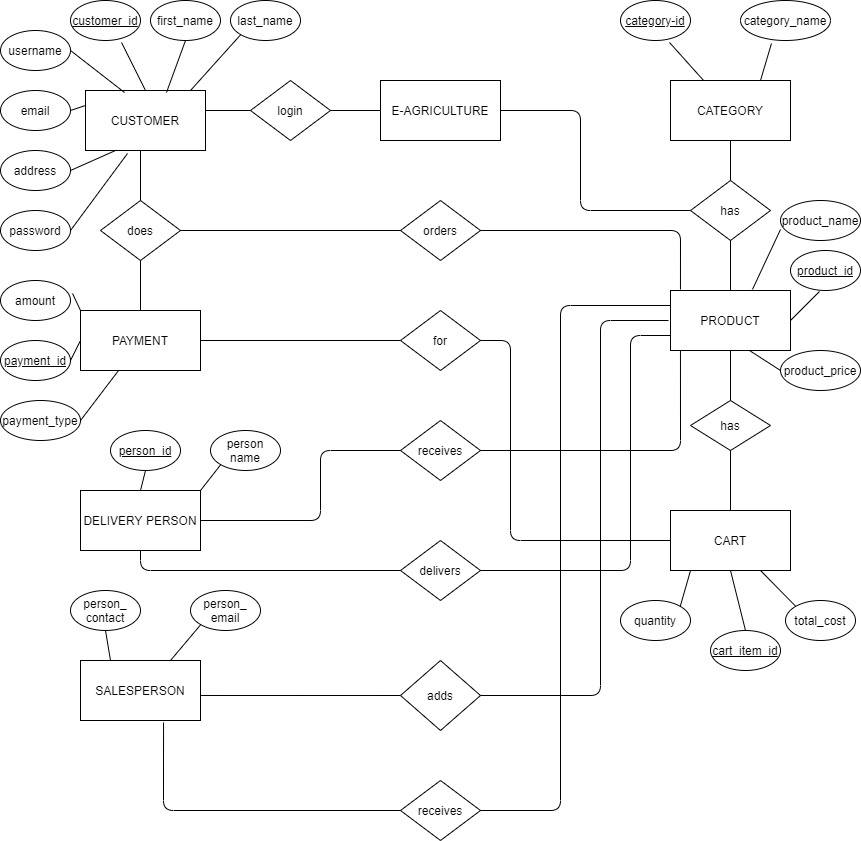 customer_id
first_name
last_name
category-id
category_name
username
email
CUSTOMER
login
E-AGRICULTURE
CATEGORY
address
password
does
orders
has
product_name
product_id
amount
PAYMENT
for
PRODUCT
payment_id
product_price
payment_type
person_id
person
name
receives
has
DELIVERY PERSON
CART
delivers
person_
contact
person_
email
quantity
total_cost
cart_item_id
SALESPERSON
adds
receives